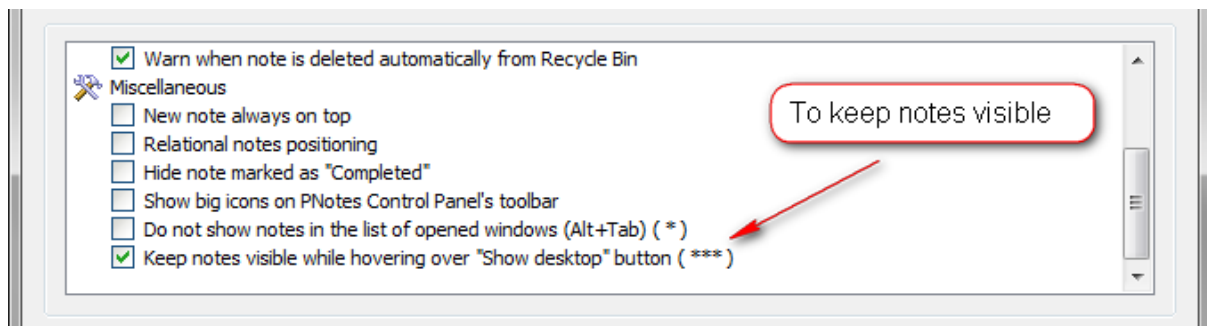 Warn when note is deleted automatically from Recycle Bin
Miscellaneous
New note always on top
To keep notes visible
Relational notes positioning
Hide note marked as "Completed"
Show big icons on PNotes Control Panel's toolbar
Do not show notes in the list of opened windows (Alt+Tab) ( * )
Keep notes visible while hovering over "Show desktop" button ( *** )